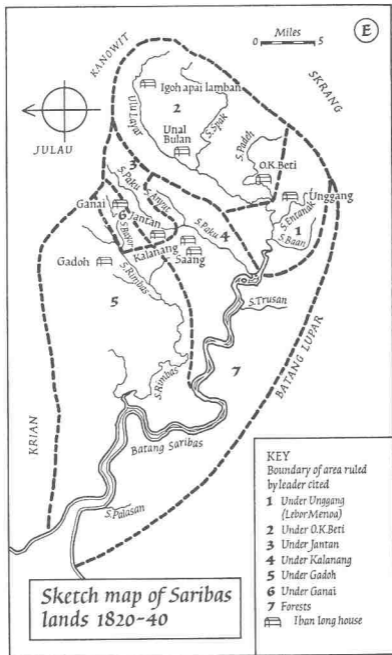 E
Miles
0 5
KANOWIT
SKRANG
JULAU
Igoh apai lamban
2
Ulu Layar
S. Spak
Unal
Bulan
S. Padeh
O.K.Beti
3
S. Paku
S. Anyut
Unggang
S. Entanak
1
S. Baan
Ganai
6
Jantan
S. Bayor
S. Paku
4
Kalanang
Saang
Gadoh
S. Rimbas
5
S. Trusan
7
S. Rimbas
BATANG LUPAR
KRIAN
Batang Saribas
S. Palasan
KEY
Boundary of area ruled
by leader cited
1 Under Unggang
(Lebor Menoa)
2 Under O.K.Beti
3 Under Jantan
4 Under Kalanang
5 Under Gadoh
6 Under Ganai
7 Forests
Iban long house
Sketch map of Saribas
lands 1820-40